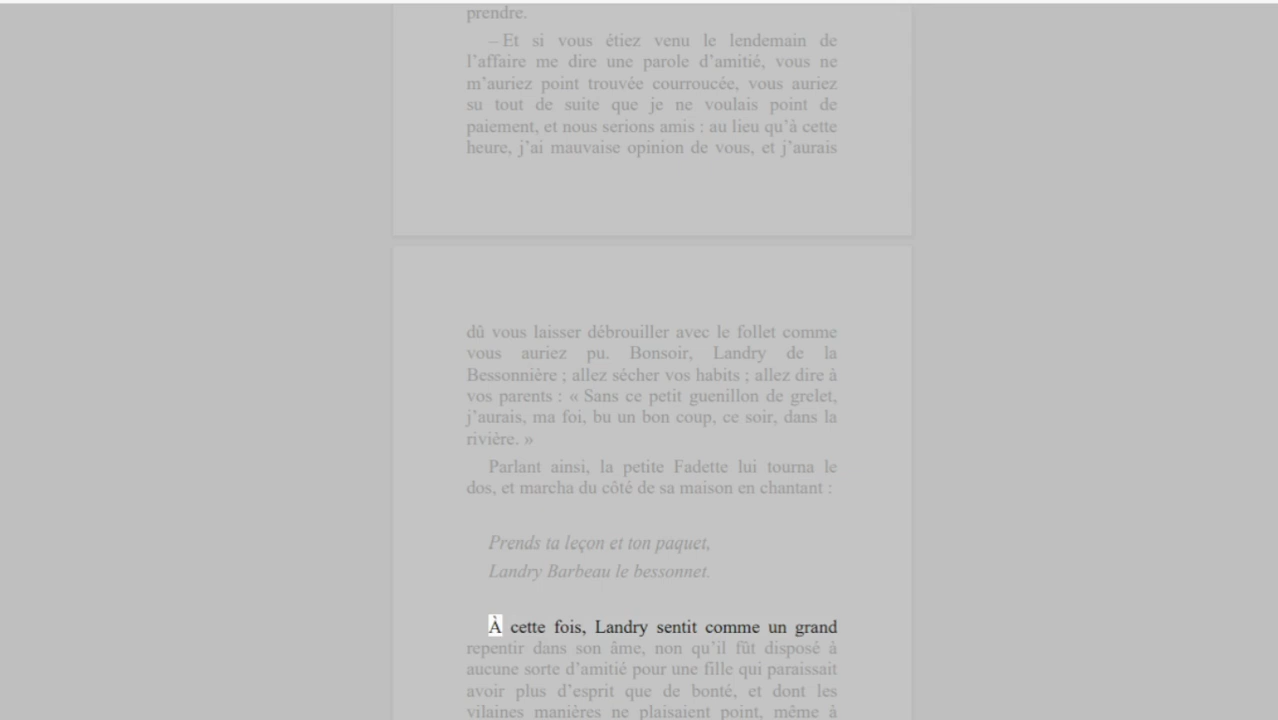 prendre.
– Et si vous étiez venu le lendemain de
l’affaire me dire une parole d’amitié, vous ne
m’auriez point trouvée courroucée, vous auriez
su tout de suite que je ne voulais point de
paiement, et nous serions amis : au lieu qu’à cette
heure, j’ai mauvaise opinion de vous, et j’aurais
dû vous laisser débrouiller avec le follet comme
vous auriez pu. Bonsoir, Landry de la
Bessonnière ; allez sécher vos habits ; allez dire à
vos parents : « Sans ce petit guenillon de grelet,
j’aurais, ma foi, bu un bon coup, ce soir, dans la
rivière. »
Parlant ainsi, la petite Fadette lui tourna le
dos, et marcha du côté de sa maison en chantant :
Prends ta leçon et ton paquet,
Landry Barbeau le bessonnet.
À cette fois, Landry sentit comme un grand
repentir dans son âme, non qu’il fût disposé à
aucune sorte d’amitié pour une fille qui paraissait
avoir plus d’esprit que de bonté, et dont les
vilaines manières ne plaisaient point, même à